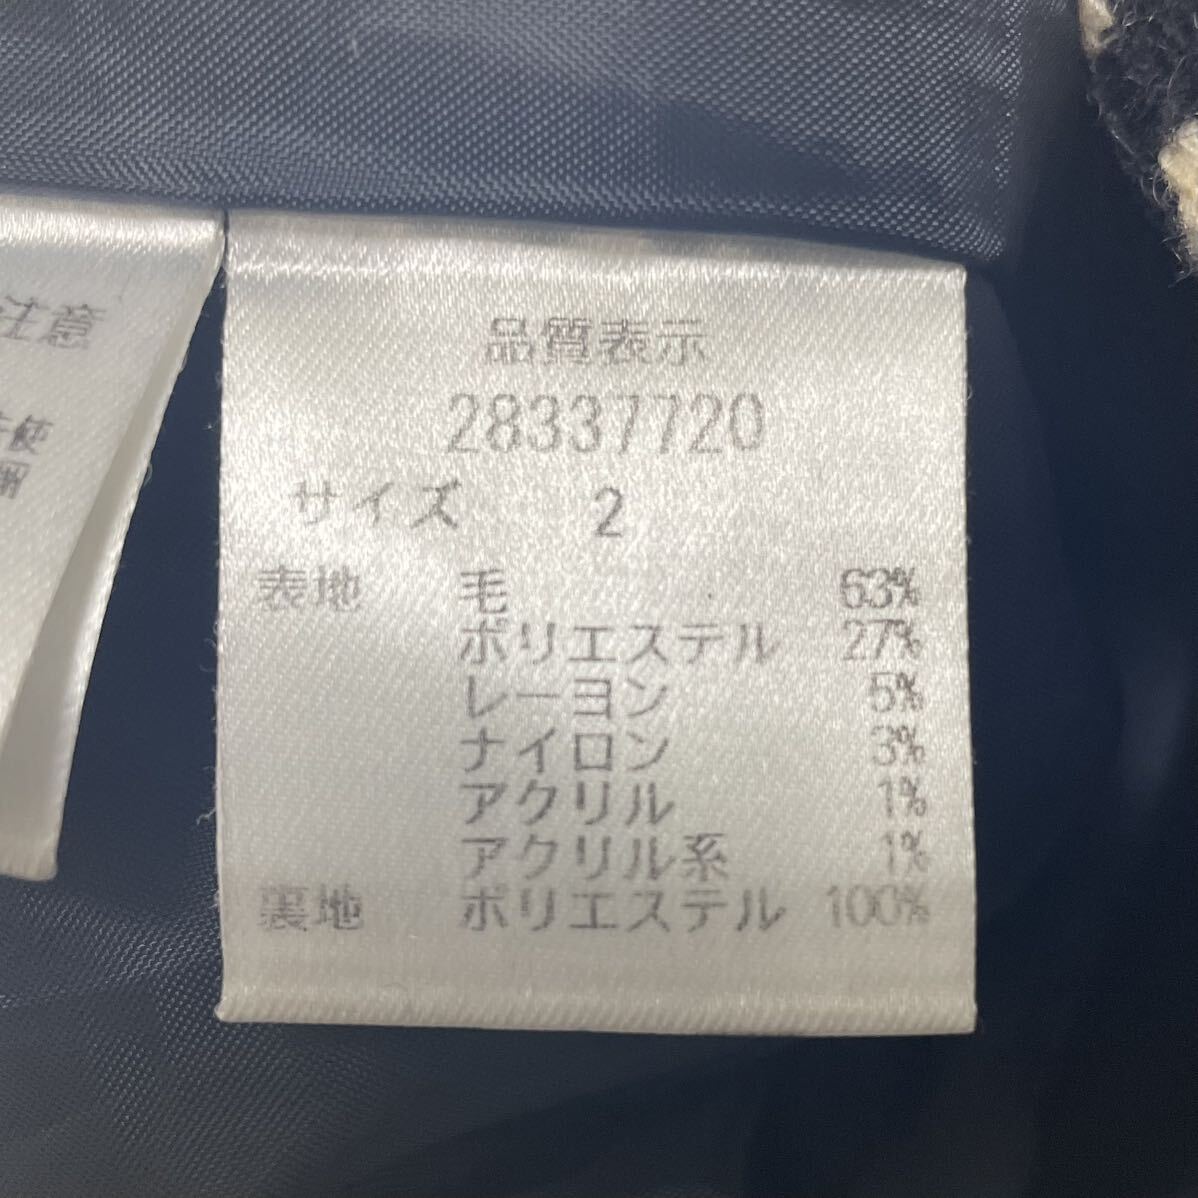 注意
使
品質表示
28337720
サイズ 2
表地 毛 63%
ポリエステル 27%
レーヨン 5%
ナイロン 3%
アクリル 1%
アクリル系 1%
裏地 ポリエステル 100%